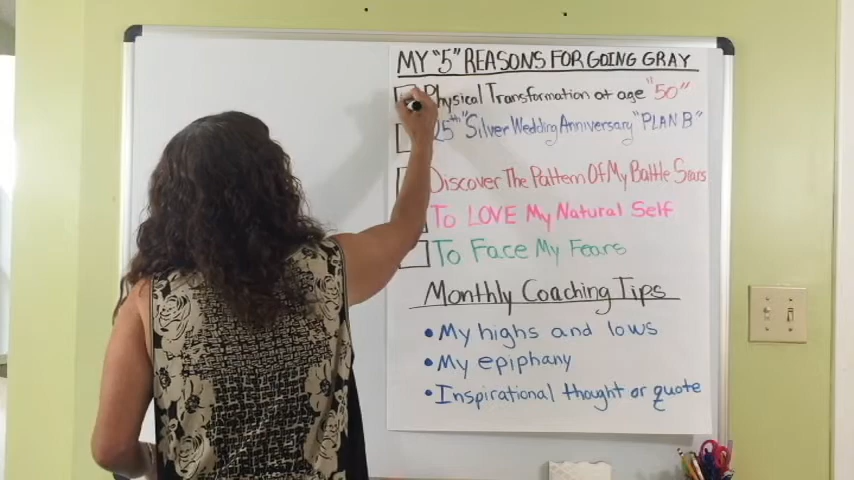 MY "5" REASONS FOR GOING GRAY
Physical Transformation at age "50"
25th "Silver Wedding Anniversary "PLAN B"
Discover The Pattern Of My Battle Scars
To LOVE My Natural Self
To Face My Fears
Monthly Coaching Tips
• My highs and lows
• My epiphany
• Inspirational thought or quote